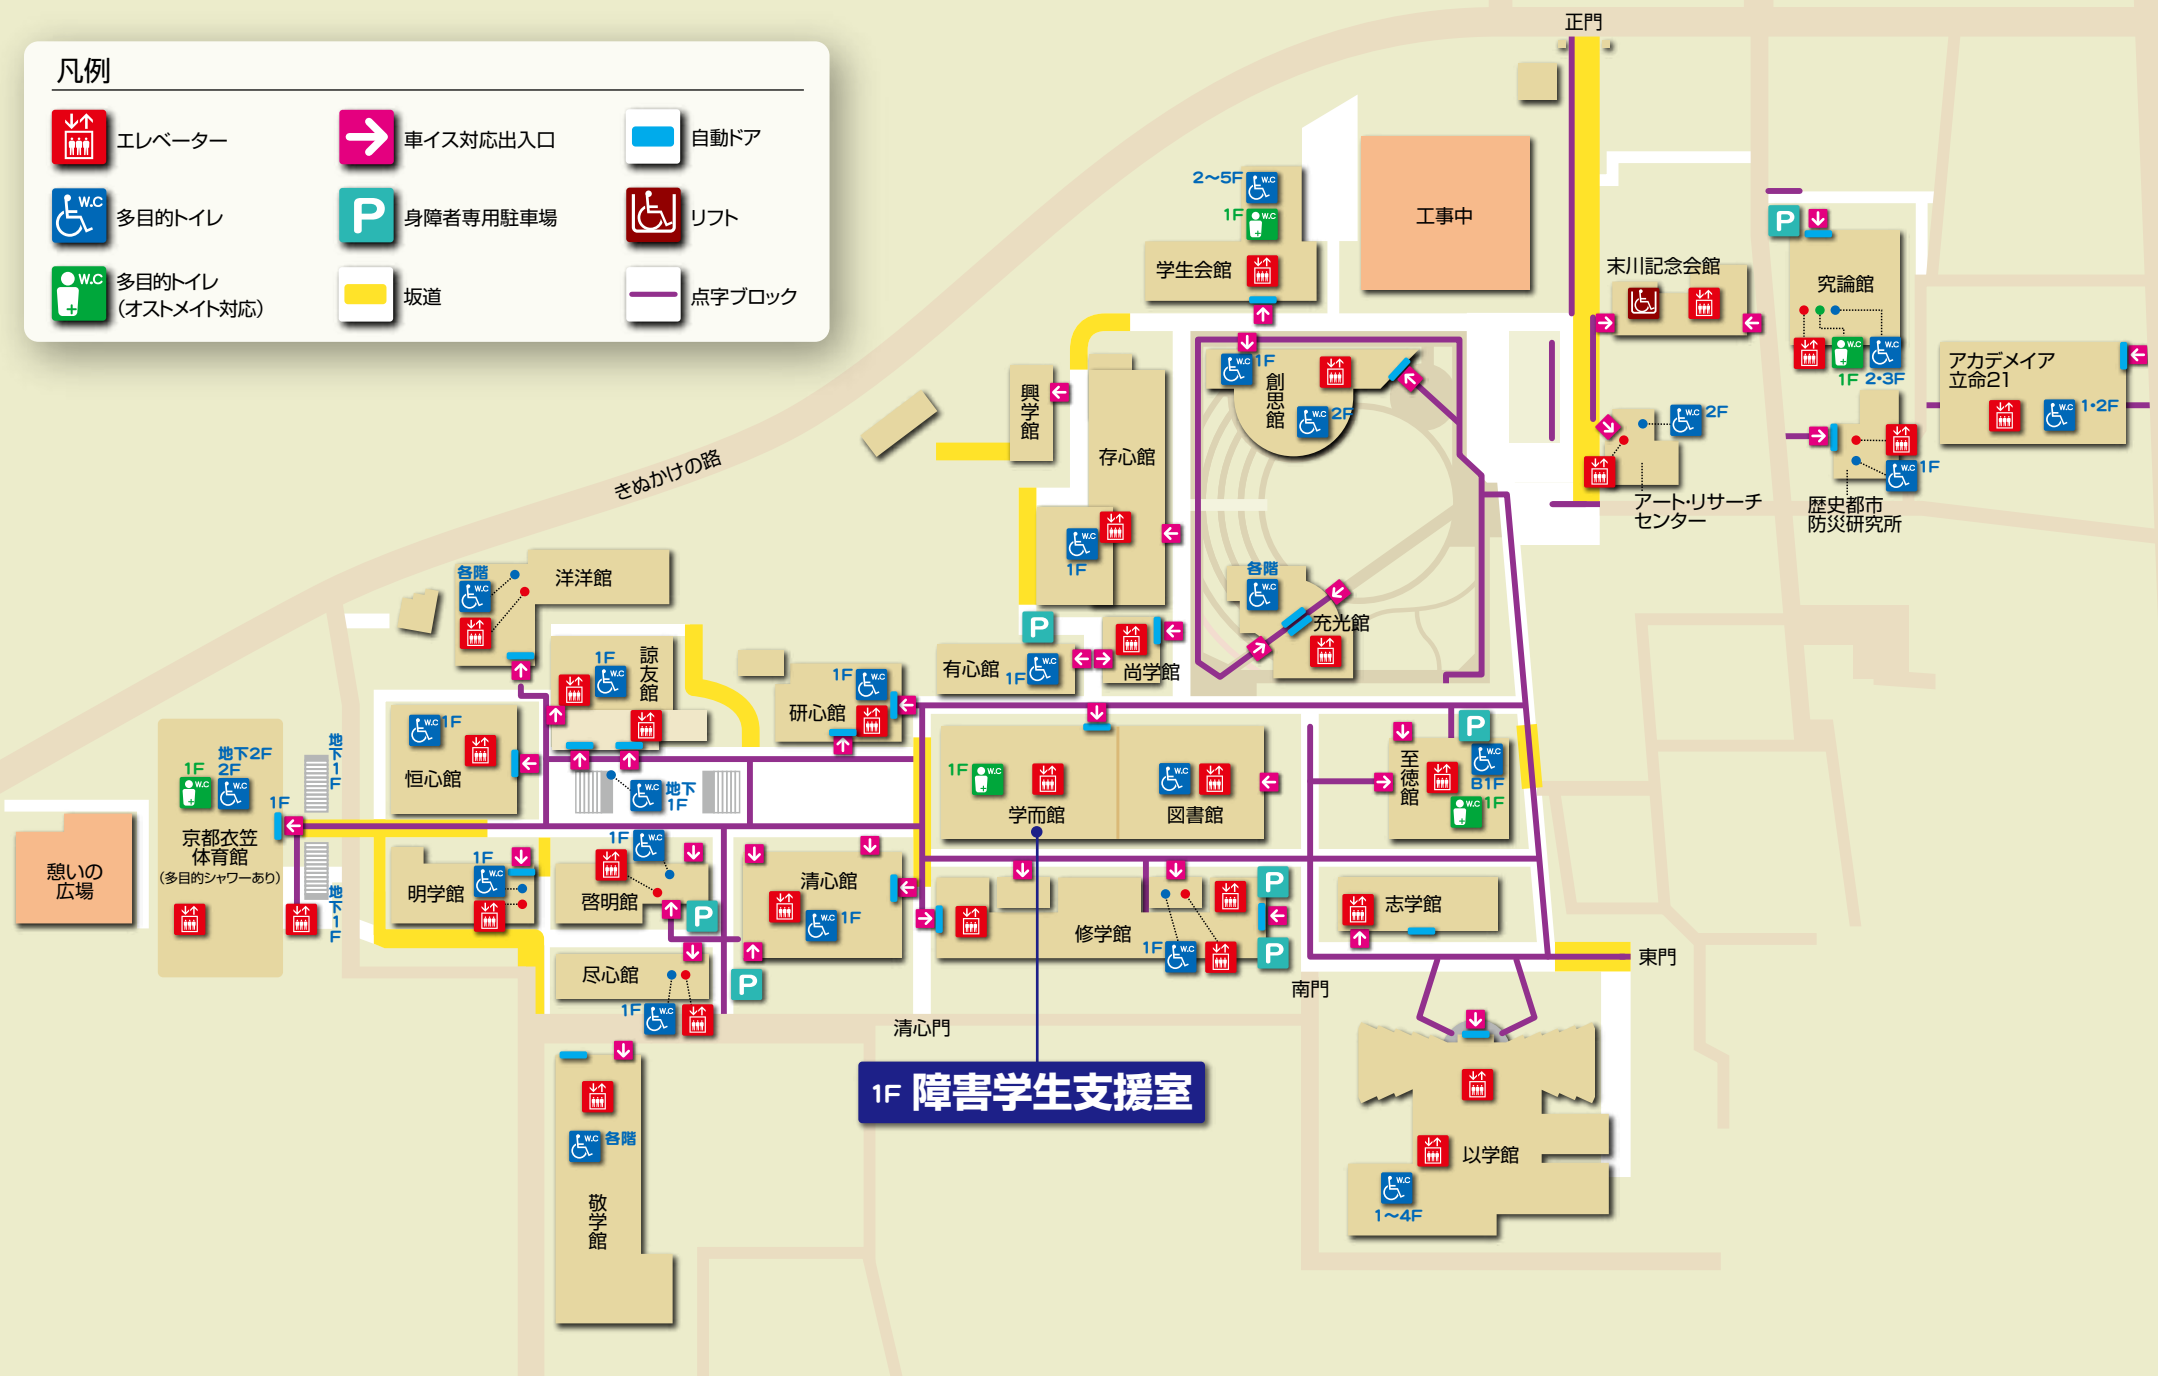 凡例
エレベーター
車イス対応出入口
自動ドア
W.C
多目的トイレ
P
身障者専用駐車場
リフト
W.C
多目的トイレ
(オストメイト対応)
坂道
点字ブロック
正門
工事中
2〜5F
W.C
1F
W.C
学生会館
末川記念会館
P
究論館
W.C
W.C
1F
2・3F
アカデメイア
立命21
W.C
1・2F
W.C
2F
アート・リサーチ
センター
W.C
1F
歴史都市
防災研究所
W.C
1F
創思館
W.C
2F
興学館
存心館
W.C
1F
きぬかけの路
各階
W.C
充光館
P
有心館
1F
W.C
尚学館
各階
W.C
洋洋館
1F
W.C
諒友館
1F
W.C
研心館
W.C
1F
恒心館
W.C
地下
1F
地下1F
1F
W.C
地下2F
2F
W.C
1F
京都衣笠
体育館
(多目的シャワーあり)
地下1F
憩いの
広場
1F
W.C
学而館
W.C
図書館
P
至徳館
W.C
B1F
W.C
1F
1F
W.C
明学館
1F
W.C
啓明館
P
清心館
W.C
1F
尽心館
1F
W.C
P
修学館
1F
W.C
P
P
志学館
東門
南門
清心門
1F 障害学生支援室
W.C
各階
敬学館
以学館
W.C
1〜4F